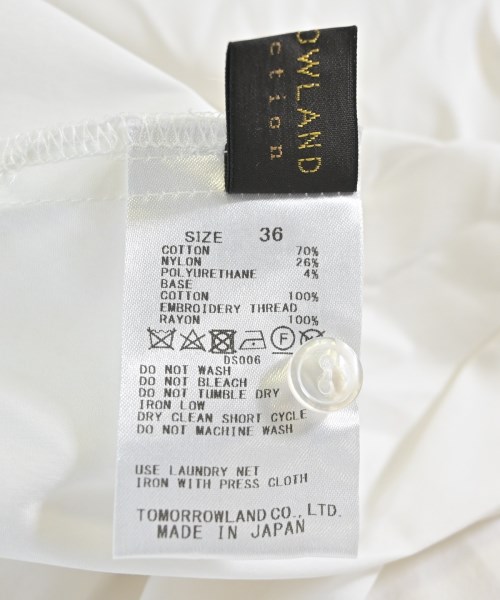 OWLAND
ction
SIZE 36
COTTON 70%
NYLON 26%
POLYURETHANE 4%
BASE
COTTON 100%
EMBROIDERY THREAD
RAYON 100%
F
DS006
DO NOT WASH
DO NOT BLEACH
DO NOT TUMBLE DRY
IRON LOW
DRY CLEAN SHORT CYCLE
DO NOT MACHINE WASH
USE LAUNDRY NET
IRON WITH PRESS CLOTH
TOMORROWLAND CO., LTD.
MADE IN JAPAN